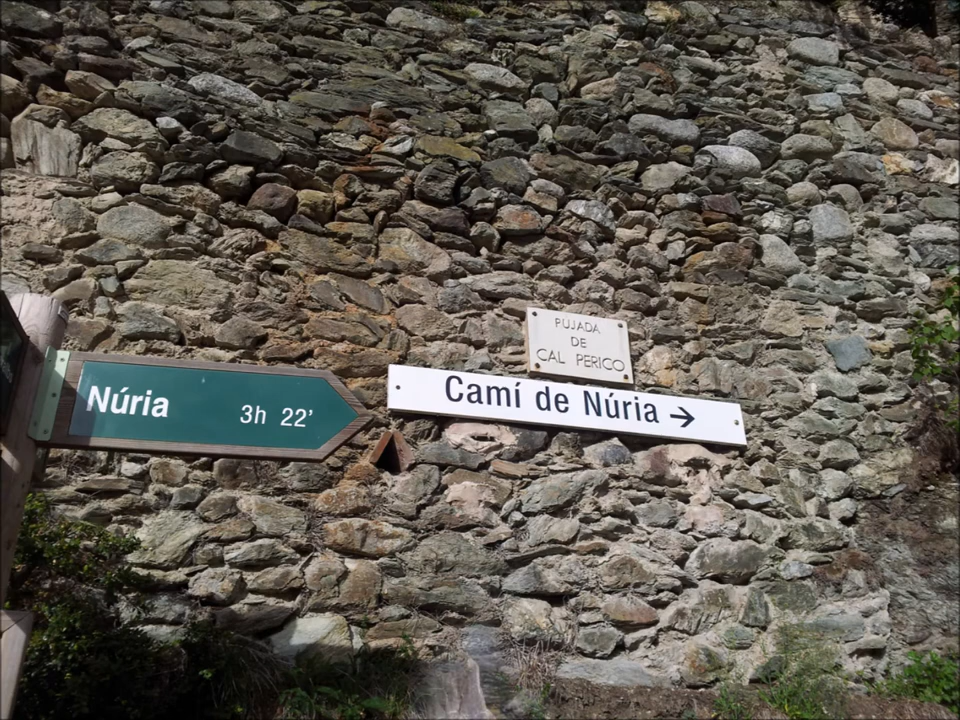 Núria 3h 22'
PUJADA
DE
CAL PERICO
Camí de Núria →